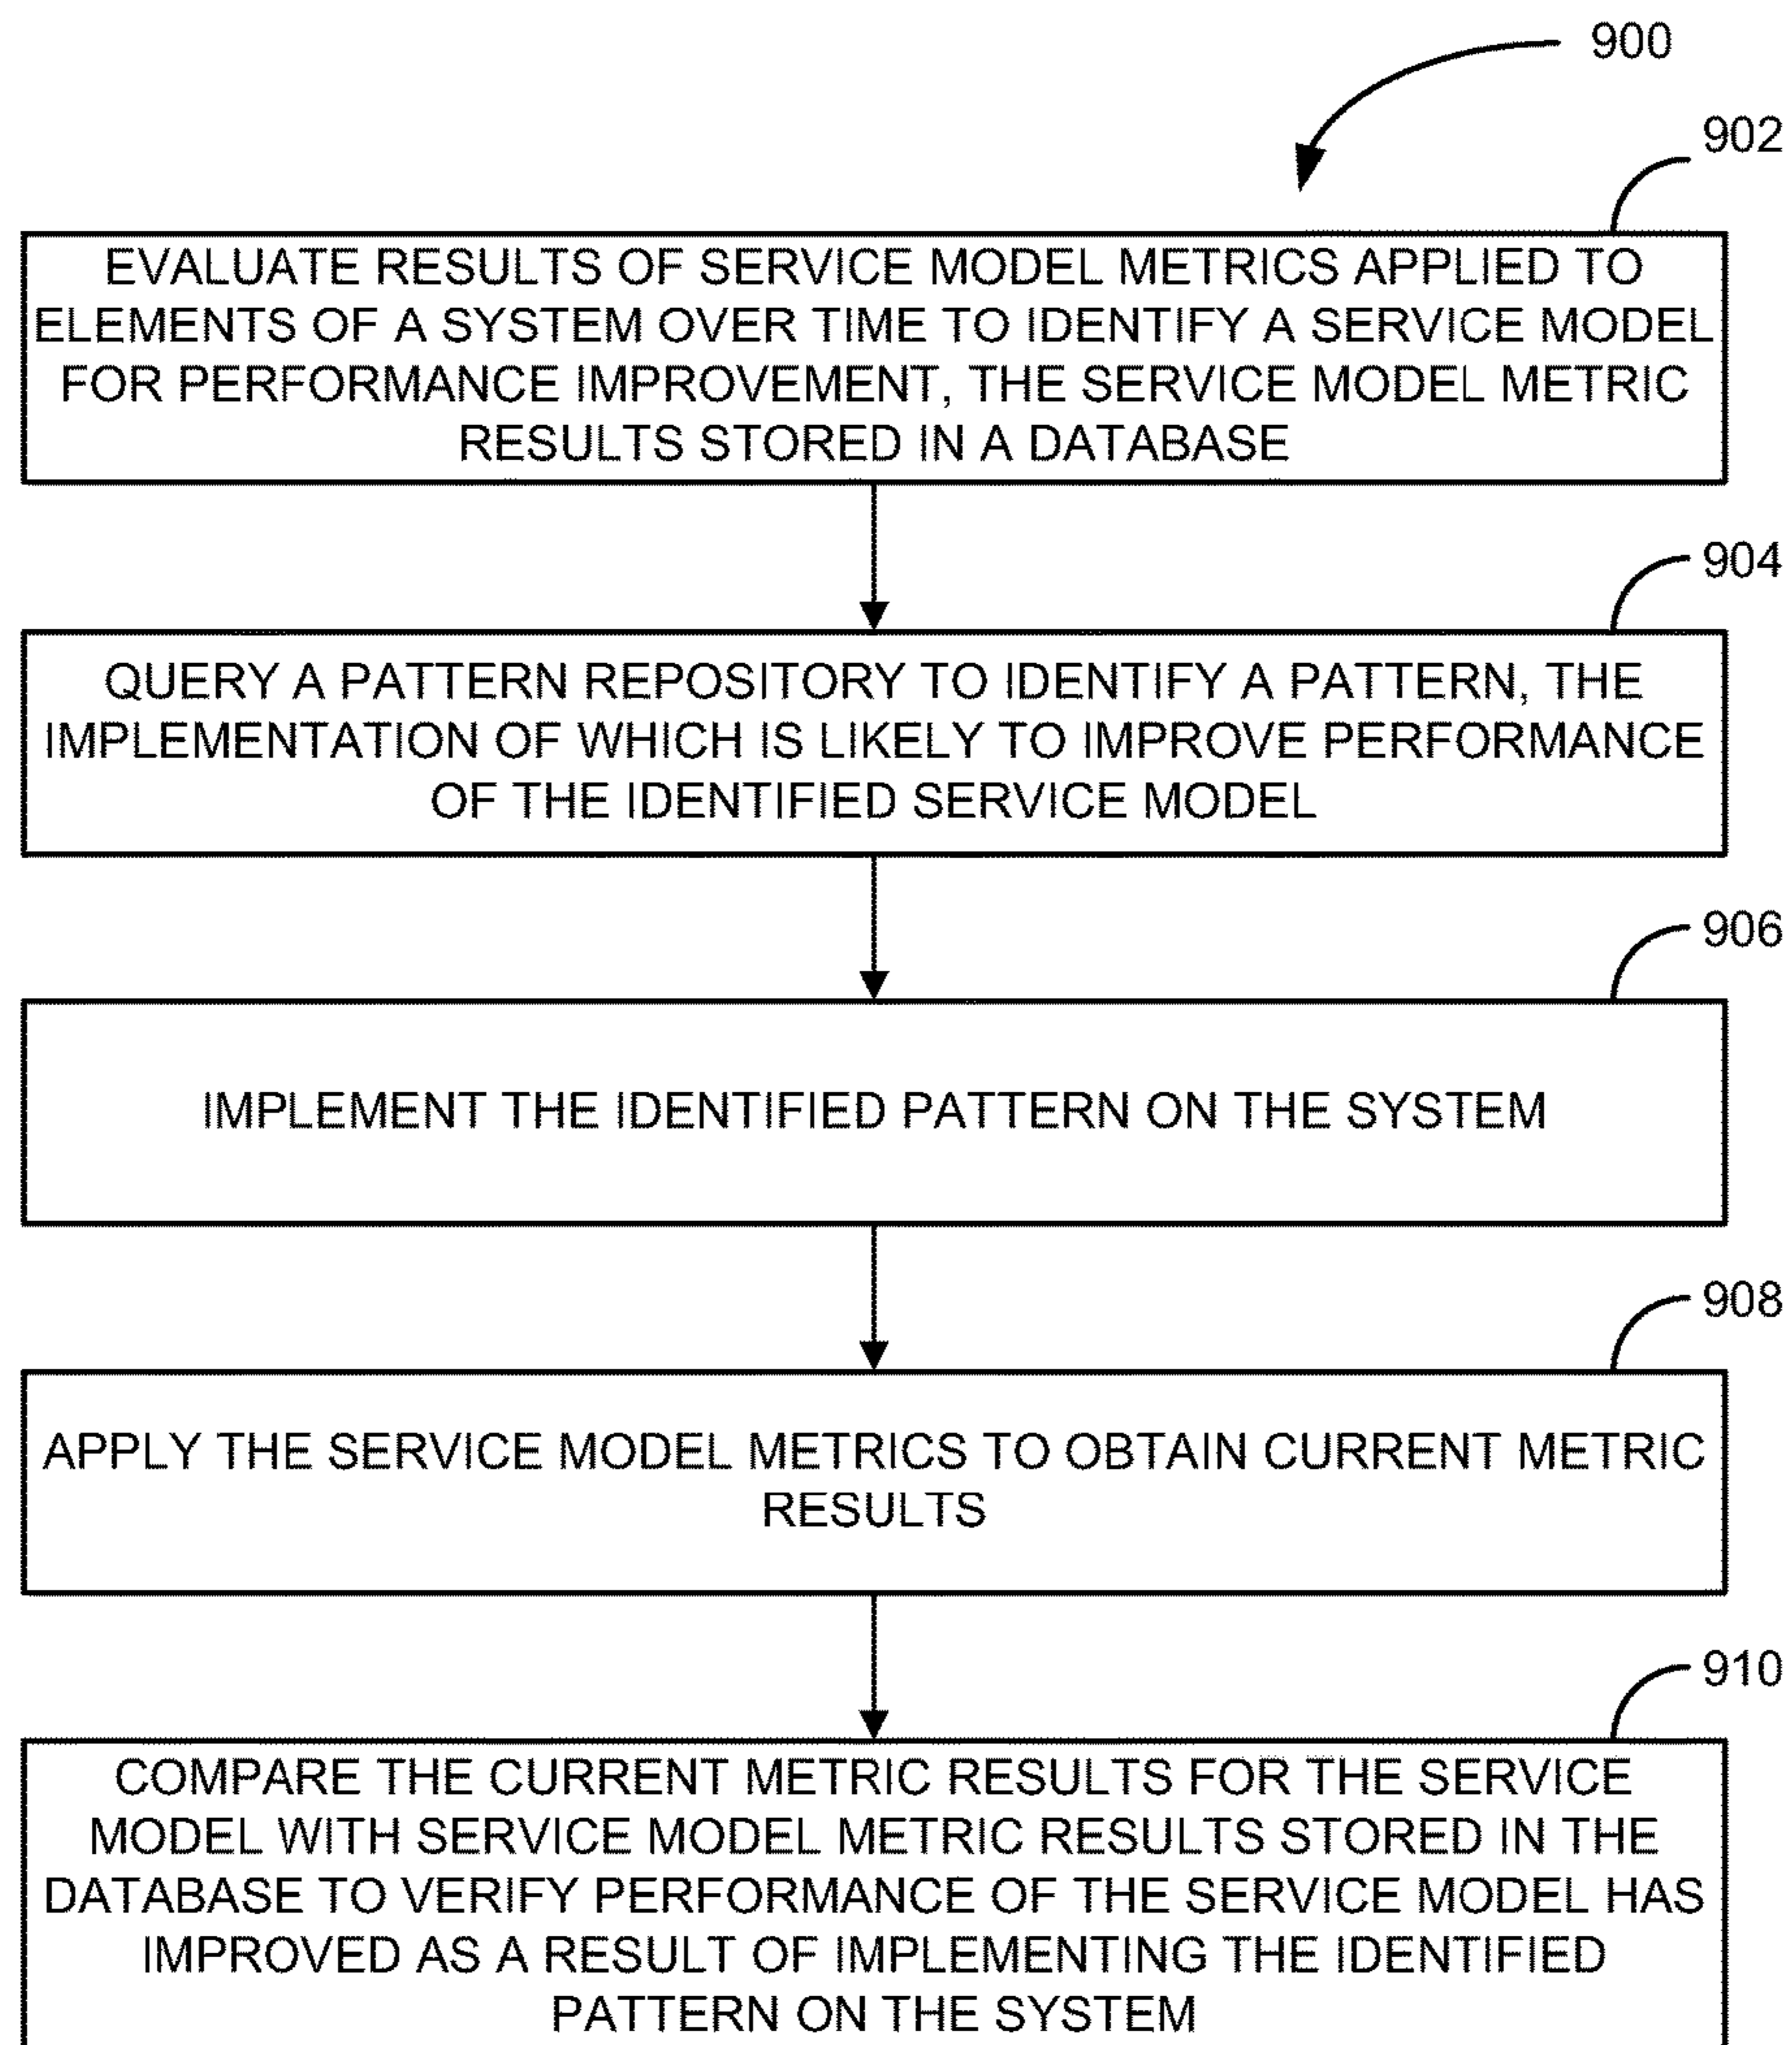 900
902
EVALUATE RESULTS OF SERVICE MODEL METRICS APPLIED TO
ELEMENTS OF A SYSTEM OVER TIME TO IDENTIFY A SERVICE MODEL
FOR PERFORMANCE IMPROVEMENT, THE SERVICE MODEL METRIC
RESULTS STORED IN A DATABASE
904
QUERY A PATTERN REPOSITORY TO IDENTIFY A PATTERN, THE
IMPLEMENTATION OF WHICH IS LIKELY TO IMPROVE PERFORMANCE
OF THE IDENTIFIED SERVICE MODEL
906
IMPLEMENT THE IDENTIFIED PATTERN ON THE SYSTEM
908
APPLY THE SERVICE MODEL METRICS TO OBTAIN CURRENT METRIC
RESULTS
910
COMPARE THE CURRENT METRIC RESULTS FOR THE SERVICE
MODEL WITH SERVICE MODEL METRIC RESULTS STORED IN THE
DATABASE TO VERIFY PERFORMANCE OF THE SERVICE MODEL HAS
IMPROVED AS A RESULT OF IMPLEMENTING THE IDENTIFIED
PATTERN ON THE SYSTEM